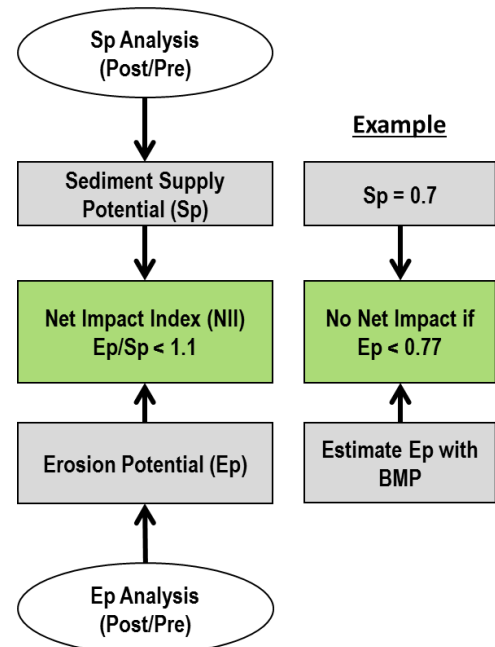 Sp Analysis
(Post/Pre)
Sediment Supply
Potential (Sp)
Net Impact Index (NII)
Ep/Sp < 1.1
Erosion Potential (Ep)
Ep Analysis
(Post/Pre)
Example
Sp = 0.7
No Net Impact if
Ep < 0.77
Estimate Ep with
BMP